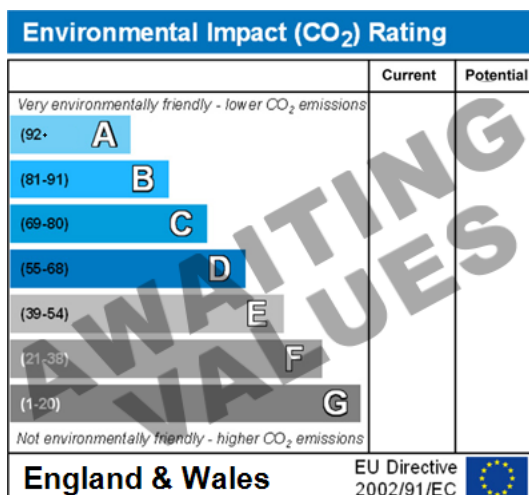 Environmental Impact (CO₂) Rating
Current Potential
Very environmentally friendly - lower CO₂ emissions
(92+ A
(81-91) B
(69-80) C
(55-68) D
(39-54) E
(21-38) F
(1-20) G
Not environmentally friendly - higher CO₂ emissions
AWAITING
VALUES
England & Wales
EU Directive
2002/91/EC